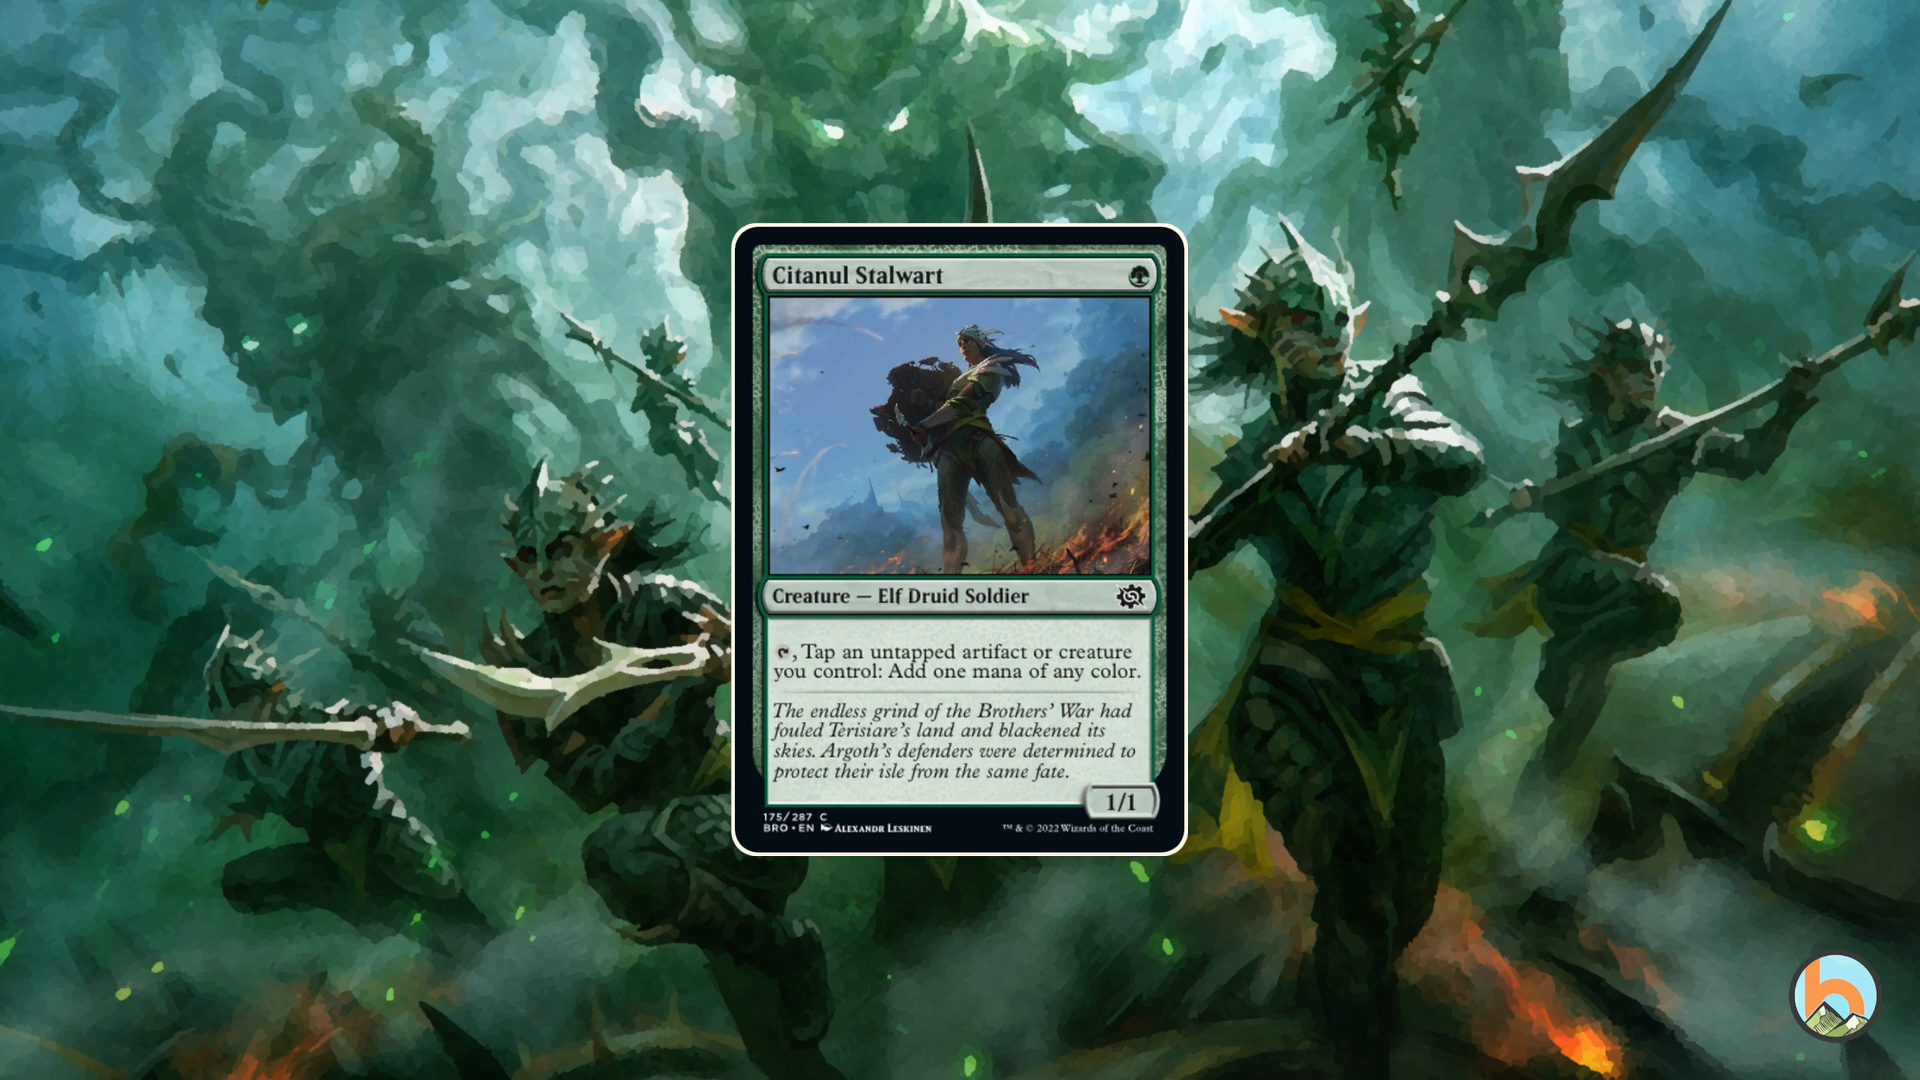 Citanul Stalwart
Creature — Elf Druid Soldier
, Tap an untapped artifact or creature
you control: Add one mana of any color.
The endless grind of the Brothers' War had
fouled Terisiare's land and blackened its
skies. Argoth's defenders were determined to
protect their isle from the same fate.
1/1
175/287 C
BRO • EN Alexandr Leskinen
™ & © 2022 Wizards of the Coast